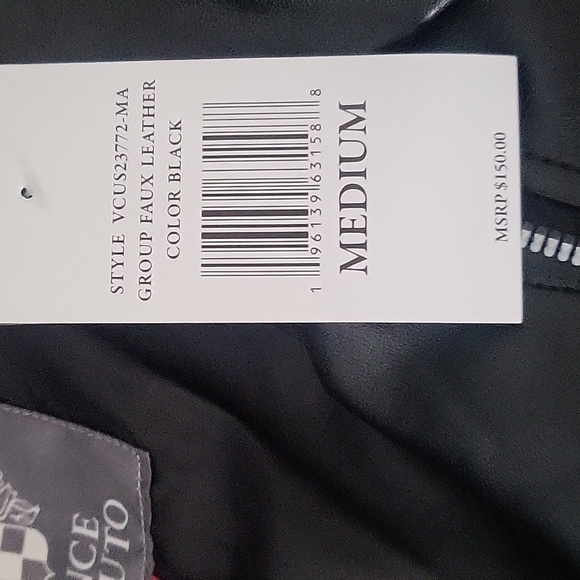 STYLE VCUS23772-MA
GROUP FAUX LEATHER
COLOR BLACK
1 96139 63158 8
MEDIUM
MSRP $150.00